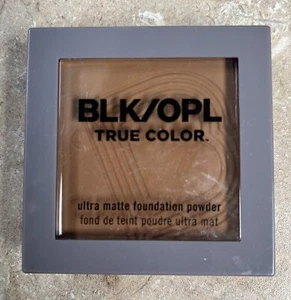 BLK/OPL
TRUE COLOR.
ultra matte foundation powder
fond de teint poudre ultra mat